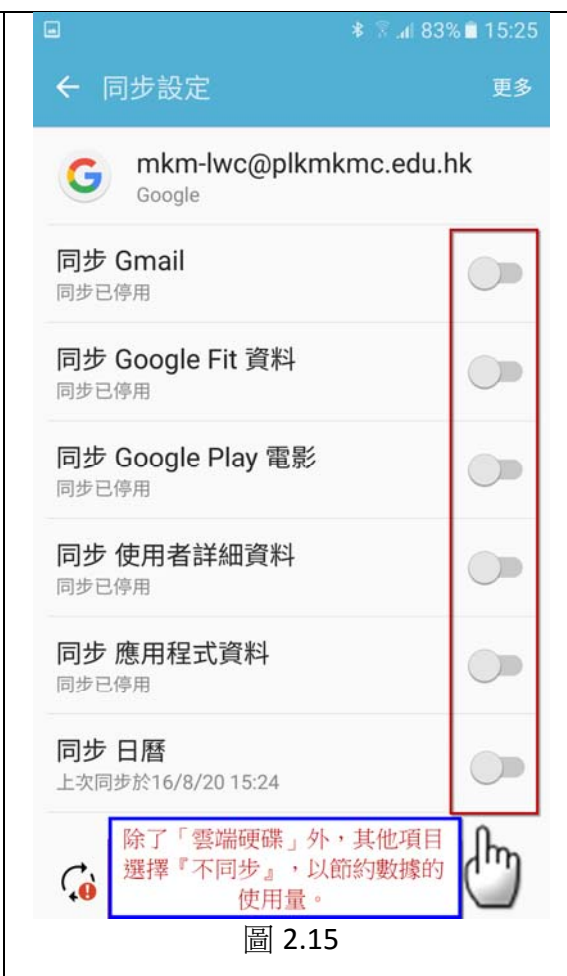 83% 15:25
同步設定 更多
mkm-lwc@plkmkmc.edu.hk
Google
同步 Gmail
同步已停用
同步 Google Fit 資料
同步已停用
同步 Google Play 電影
同步已停用
同步 使用者詳細資料
同步已停用
同步 應用程式資料
同步已停用
同步 日曆
上次同步於16/8/20 15:24
除了「雲端硬碟」外，其他項目
選擇『不同步』，以節約數據的
使用量。
圖 2.15